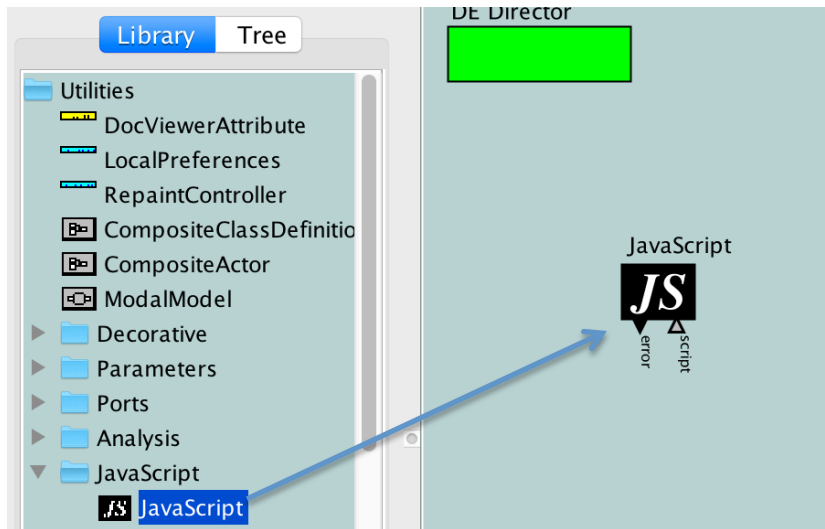 Library Tree
Utilities
DocViewerAttribute
LocalPreferences
RepaintController
CompositeClassDefinitio
CompositeActor
ModalModel
Decorative
Parameters
Ports
Analysis
JavaScript
JS JavaScript
DE Director
JavaScript
JS
error
script